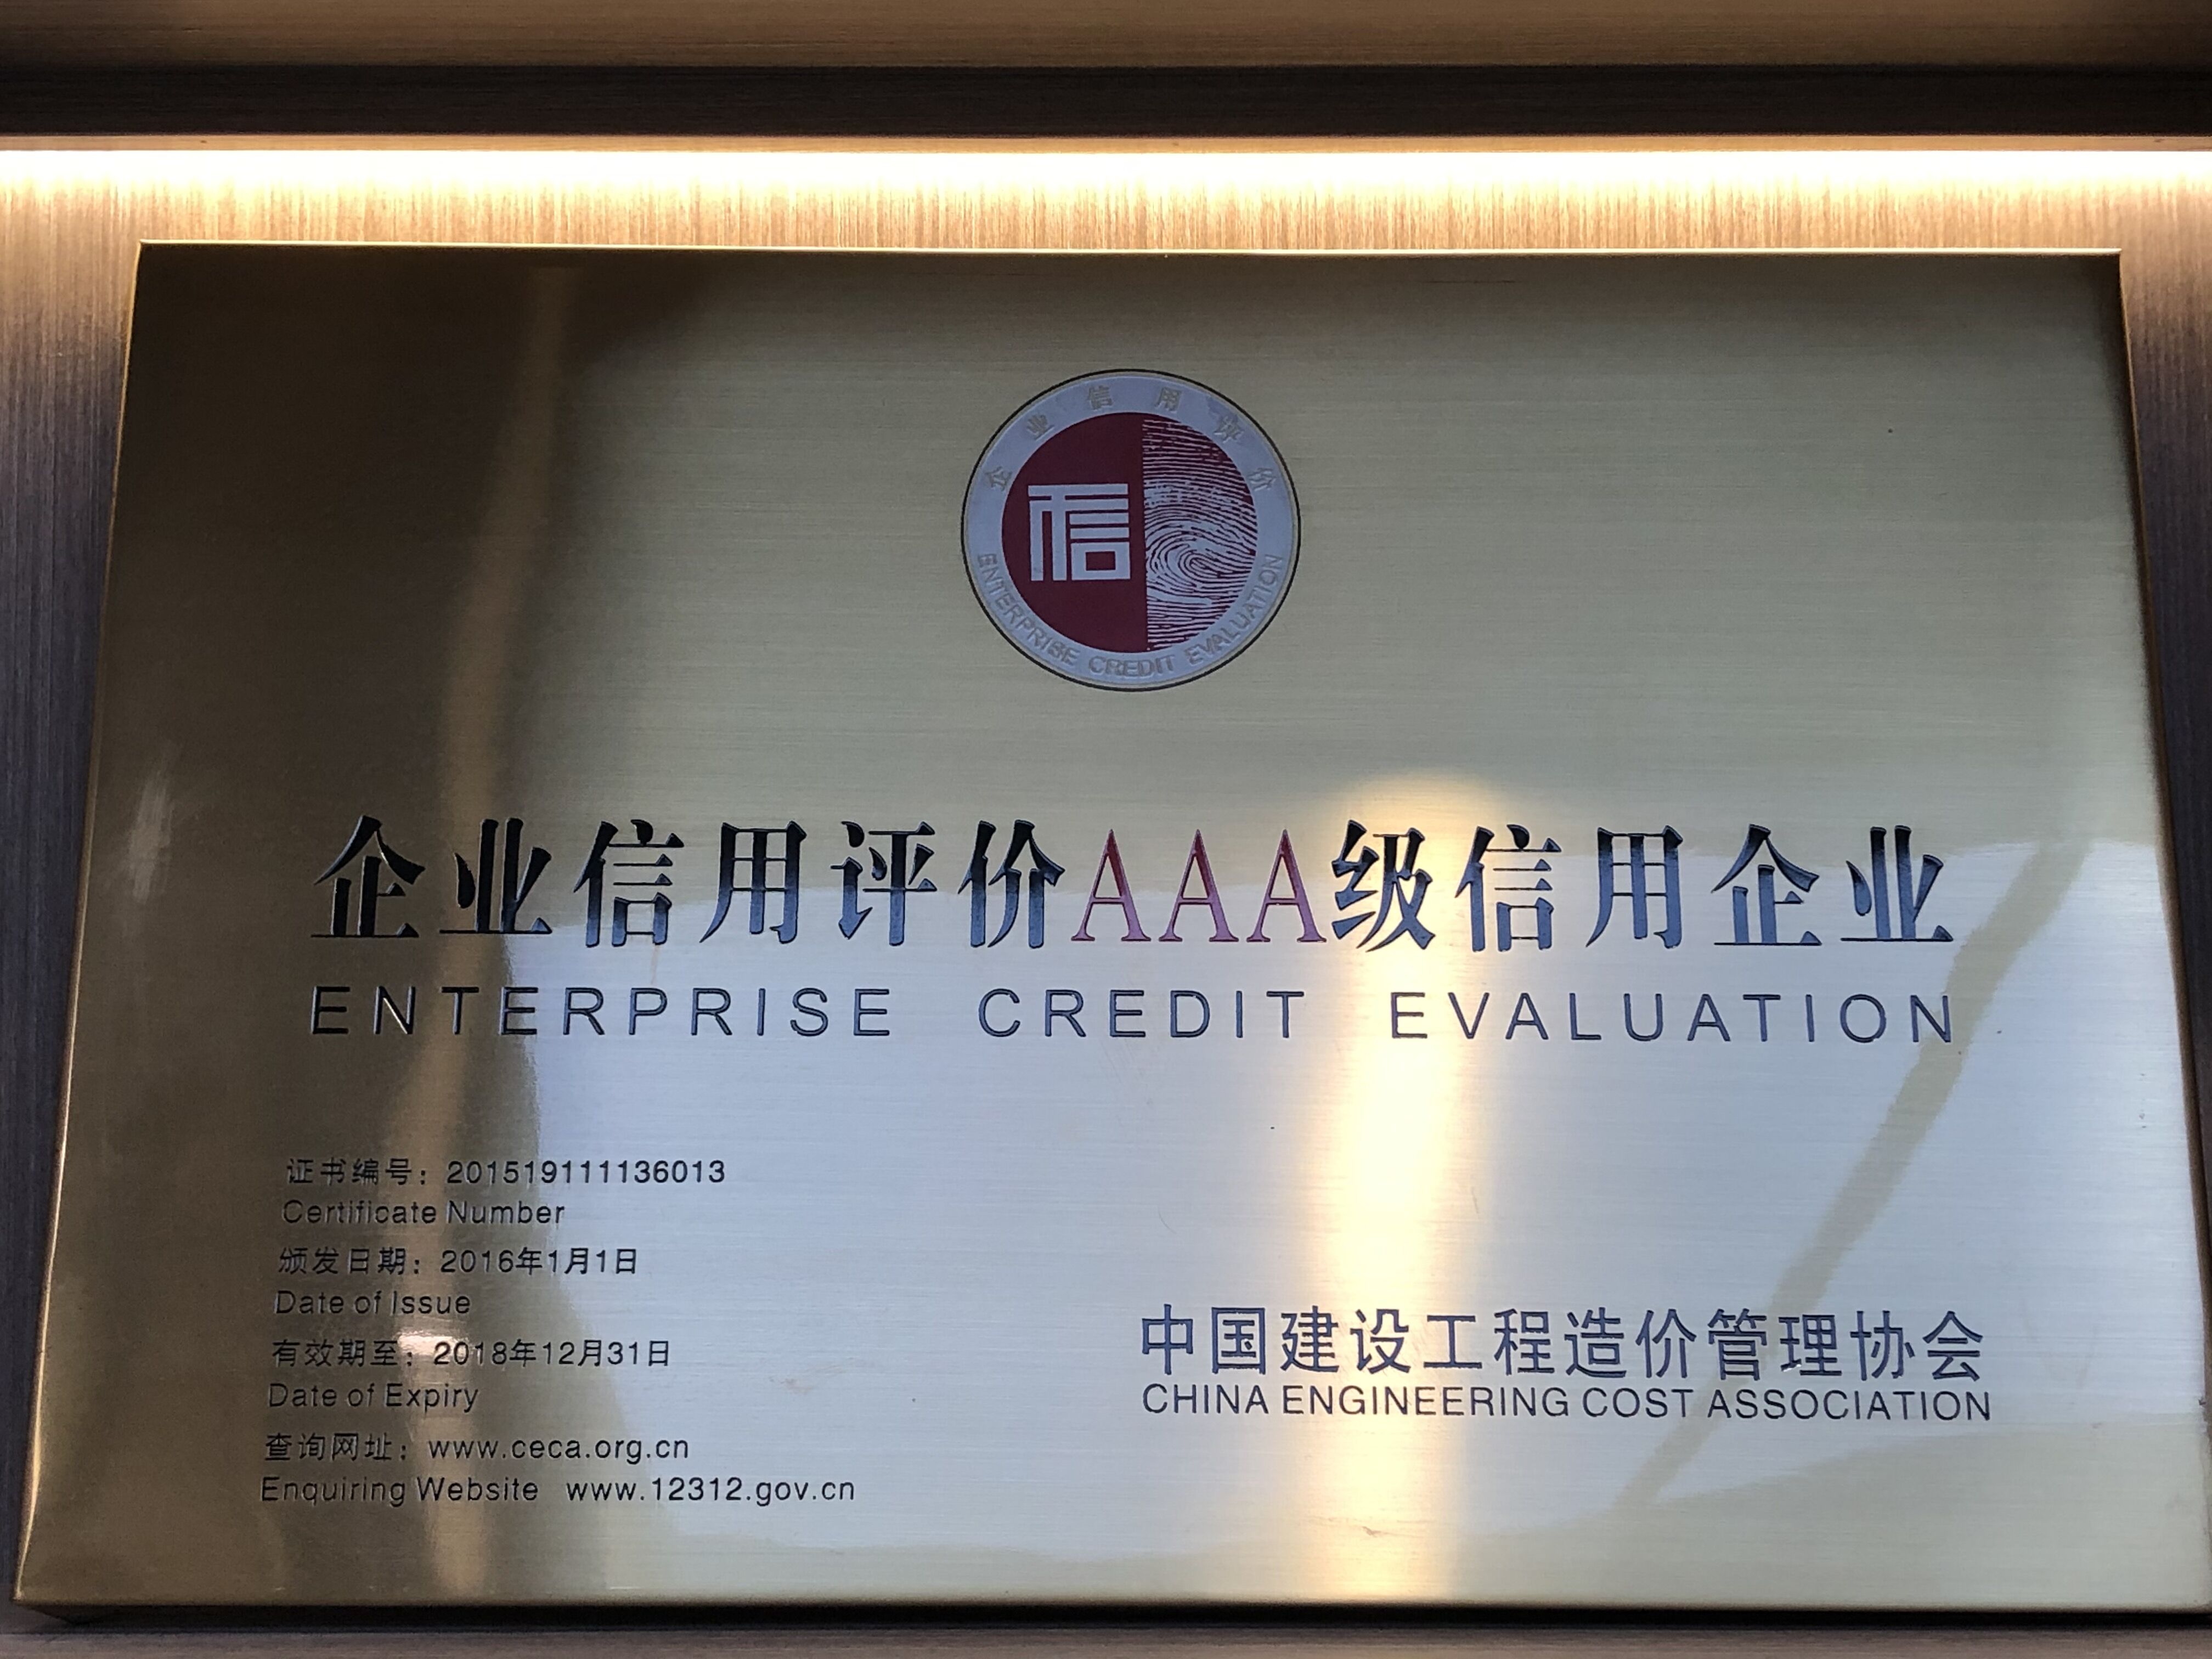 企业信用评价
信
ENTERPRISE CREDIT EVALUATION
企业信用评价AAA级信用企业
ENTERPRISE CREDIT EVALUATION
证书编号：201519111136013
Certificate Number
颁发日期：2016年1月1日
Date of Issue
有效期至：2018年12月31日
Date of Expiry
查询网址：www.ceca.org.cn
Enquiring Website www.12312.gov.cn
中国建设工程造价管理协会
CHINA ENGINEERING COST ASSOCIATION